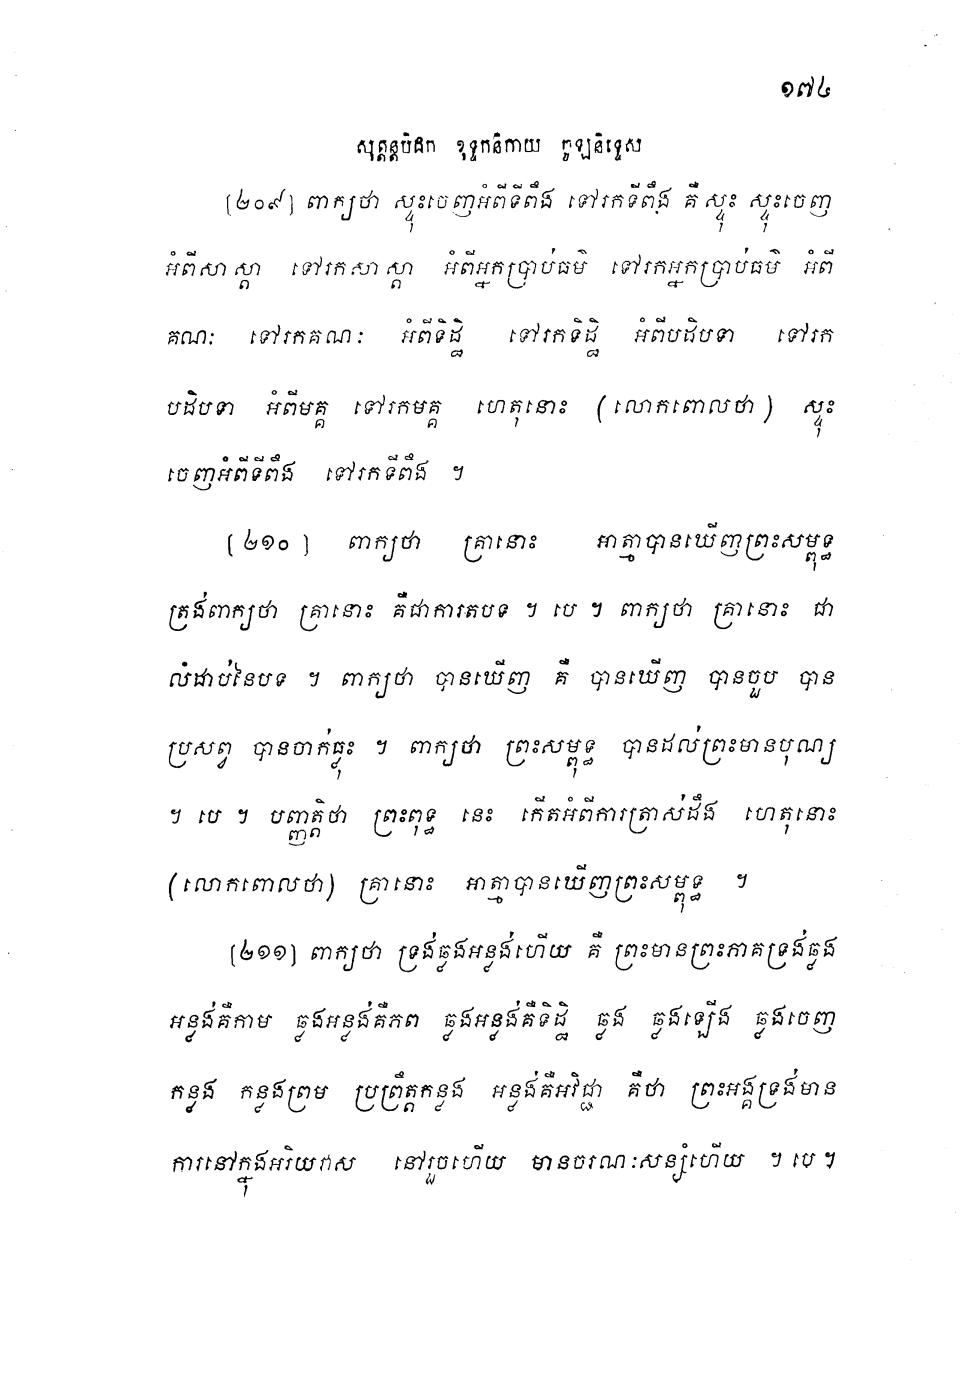 ១៧៤
សុត្តន្តបិដក ខុទ្ទកនិកាយ ចូឡនិទ្ទេស
[២០៩] ពាក្យថា ស្ទុះចេញអំពីទីពឹង ទៅរកទីពឹង គឺ ស្ទុះ ស្ទុះចេញ
អំពីសាស្តា ទៅរកសាស្តា អំពីអ្នកប្រាប់ធម៌ ទៅរកអ្នកប្រាប់ធម៌ អំពី
គណៈ ទៅរកគណៈ អំពីទិដ្ឋិ ទៅរកទិដ្ឋិ អំពីបដិបទា ទៅរក
បដិបទា អំពីមគ្គ ទៅរកមគ្គ ហេតុនោះ (លោកពោលថា) ស្ទុះ
ចេញអំពីទីពឹង ទៅរកទីពឹង ។
[២១០] ពាក្យថា គ្រានោះ អាត្មាបានឃើញព្រះសម្ពុទ្ធ
ត្រង់ពាក្យថា គ្រានោះ គឺជាការតបទ ។ បេ ។ ពាក្យថា គ្រានោះ ជា
លំដាប់នៃបទ ។ ពាក្យថា បានឃើញ គឺ បានឃើញ បានចួប បាន
ប្រសព្វ បានចាក់ធ្លុះ ។ ពាក្យថា ព្រះសម្ពុទ្ធ បានដល់ព្រះមានបុណ្យ
។ បេ ។ បញ្ញត្តិថា ព្រះពុទ្ធ នេះ កើតអំពីការត្រាស់ដឹង ហេតុនោះ
(លោកពោលថា) គ្រានោះ អាត្មាបានឃើញព្រះសម្ពុទ្ធ ។
[២១១] ពាក្យថា ទ្រង់ឆ្លងអន្លង់ហើយ គឺ ព្រះមានព្រះភាគទ្រង់ឆ្លង
អន្លង់គឺកាម ឆ្លងអន្លង់គឺភព ឆ្លងអន្លង់គឺទិដ្ឋិ ឆ្លង ឆ្លងឡើង ឆ្លងចេញ
កន្លង កន្លងព្រម ប្រព្រឹត្តកន្លង អន្លង់គឺអវិជ្ជា គឺថា ព្រះអង្គទ្រង់មាន
ការនៅក្នុងអរិយវាស នៅរួចហើយ មានចរណៈសន្សំហើយ ។ បេ ។